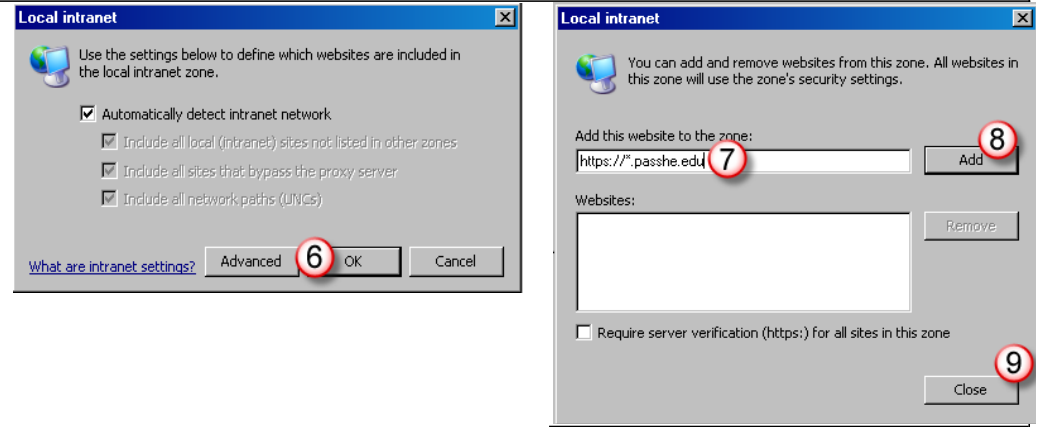 Local intranet
Use the settings below to define which websites are included in
the local intranet zone.
Automatically detect intranet network
Include all local (intranet) sites not listed in other zones
Include all sites that bypass the proxy server
Include all network paths (UNCs)
What are intranet settings?
Advanced
6
OK
Cancel
Local intranet
You can add and remove websites from this zone. All websites in
this zone will use the zone's security settings.
Add this website to the zone:
8
https://*.passhe.edu
7
Add
Websites:
Remove
Require server verification (https:) for all sites in this zone
9
Close